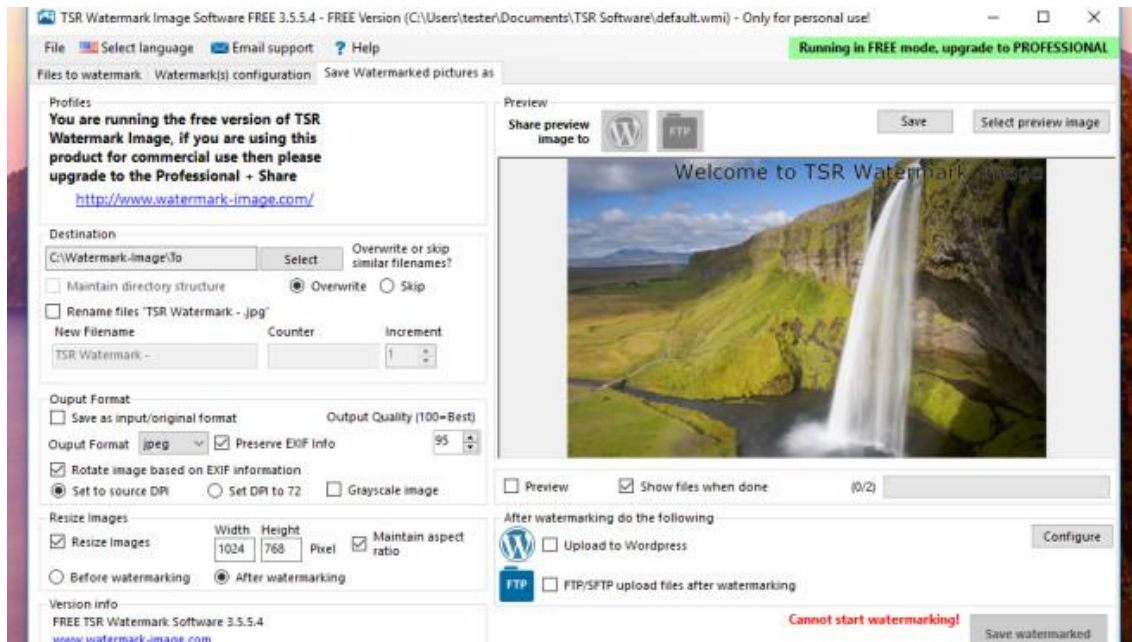 TSR Watermark Image Software FREE 3.5.5.4 - FREE Version (C:\Users\tester\Documents\TSR Software\default.wmi) - Only for personal use!
File Select language Email support ? Help
Running in FREE mode, upgrade to PROFESSIONAL
Files to watermark Watermark(s) configuration Save Watermarked pictures as
Profiles
You are running the free version of TSR
Watermark Image, if you are using this
product for commercial use then please
upgrade to the Professional + Share
http://www.watermark-image.com/
Destination
C:\Watermark-Image\To
Select
Overwrite or skip
similar filenames?
Maintain directory structure
Overwrite Skip
Rename files 'TSR Watermark - .jpg'
New Filename Counter Increment
TSR Watermark - 1
Ouput Format
Save as input/original format Output Quality (100=Best)
Ouput Format jpeg Preserve EXIF Info 95
Rotate image based on EXIF information
Set to source DPI Set DPI to 72 Grayscale image
Resize Images
Width Height
Resize Images 1024 768 Pixel
Maintain aspect
ratio
Before watermarking After watermarking
Version info
FREE TSR Watermark Software 3.5.5.4
www.watermark-image.com
Preview
Share preview
image to
FTP
Save Select preview image
Welcome to TSR Watermark Image
Preview Show files when done (0/2)
After watermarking do the following
Upload to Wordpress
Configure
FTP FTP/SFTP upload files after watermarking
Cannot start watermarking!
Save watermarked